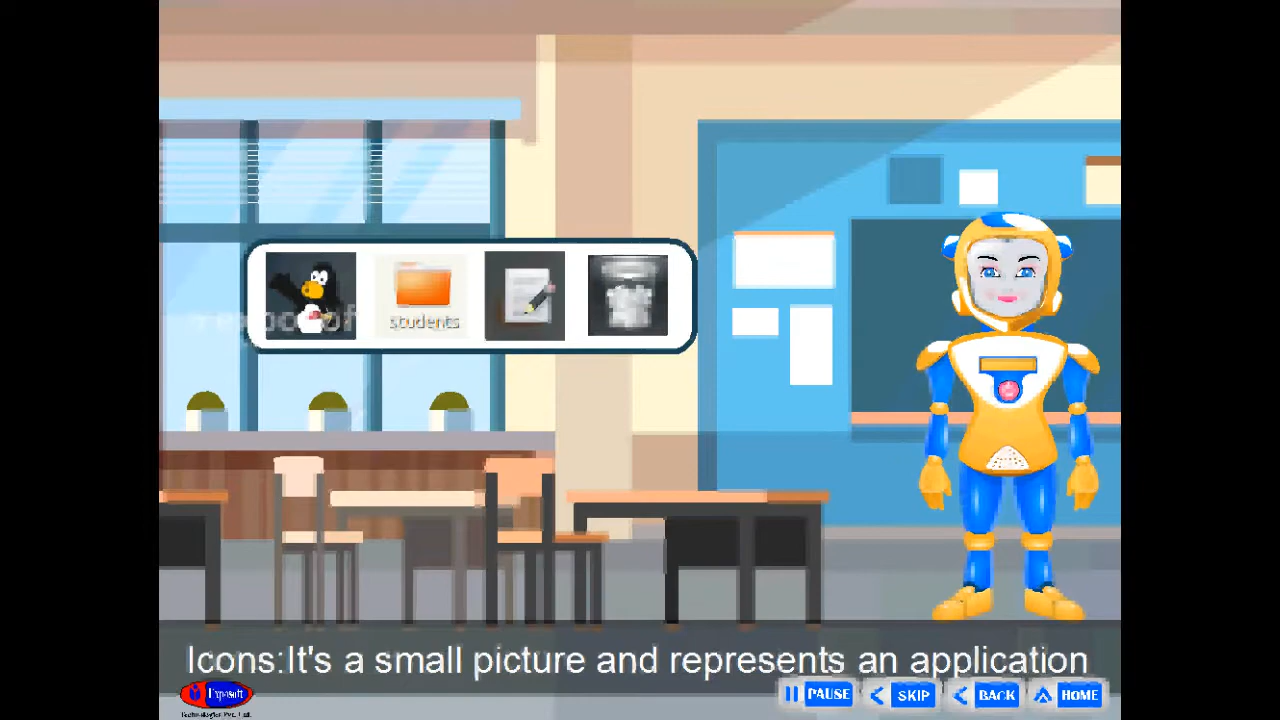 students
Icons:It's a small picture and represents an application
PAUSE
SKIP
BACK
HOME